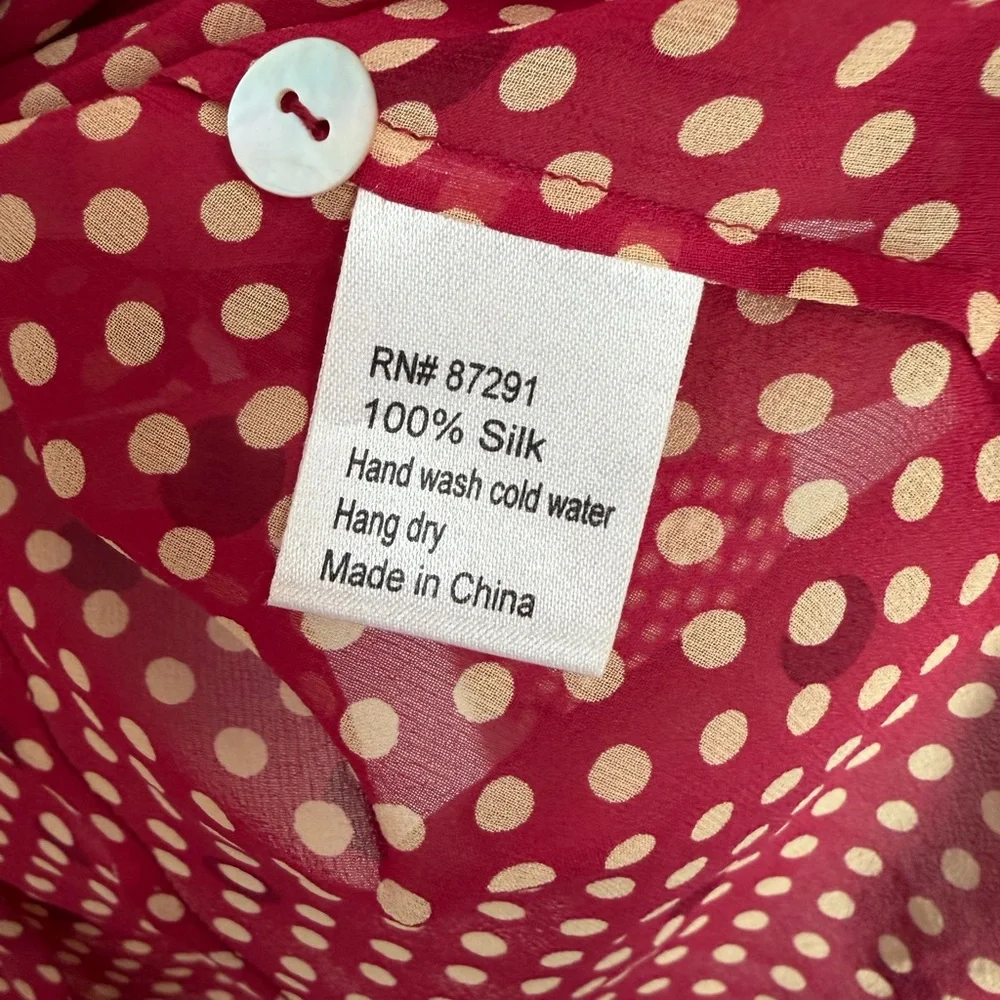 RN# 87291
100% Silk
Hand wash cold water
Hang dry
Made in China